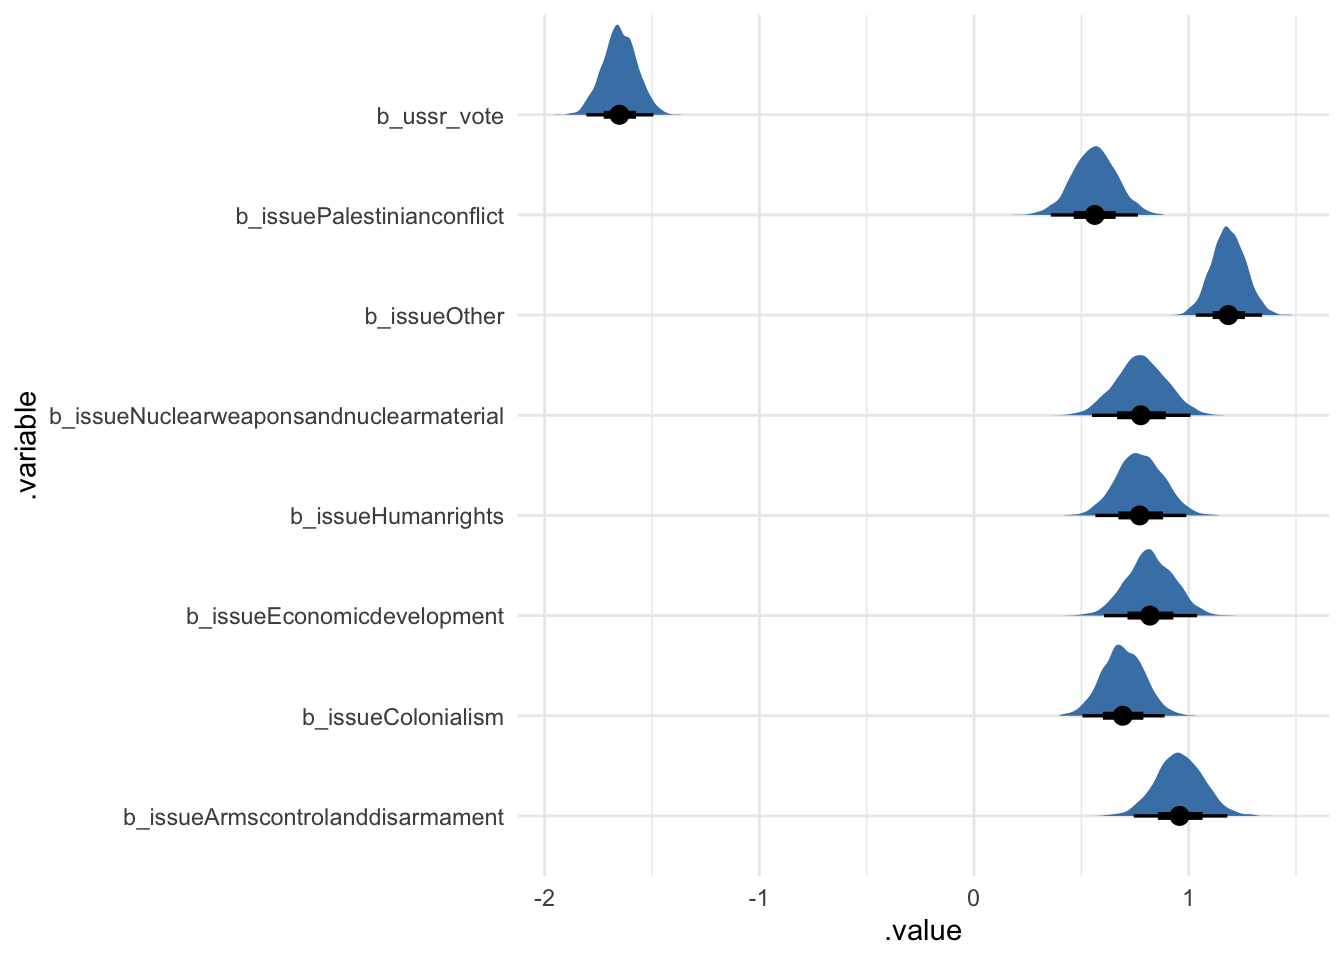 b_ussr_vote
b_issuePalestinianconflict
b_issueOther
b_issueNuclearweaponsandnuclearmaterial
b_issueHumanrights
b_issueEconomicdevelopment
b_issueColonialism
b_issueArmscontrolanddisarmament
.variable
-2 -1 0 1
.value